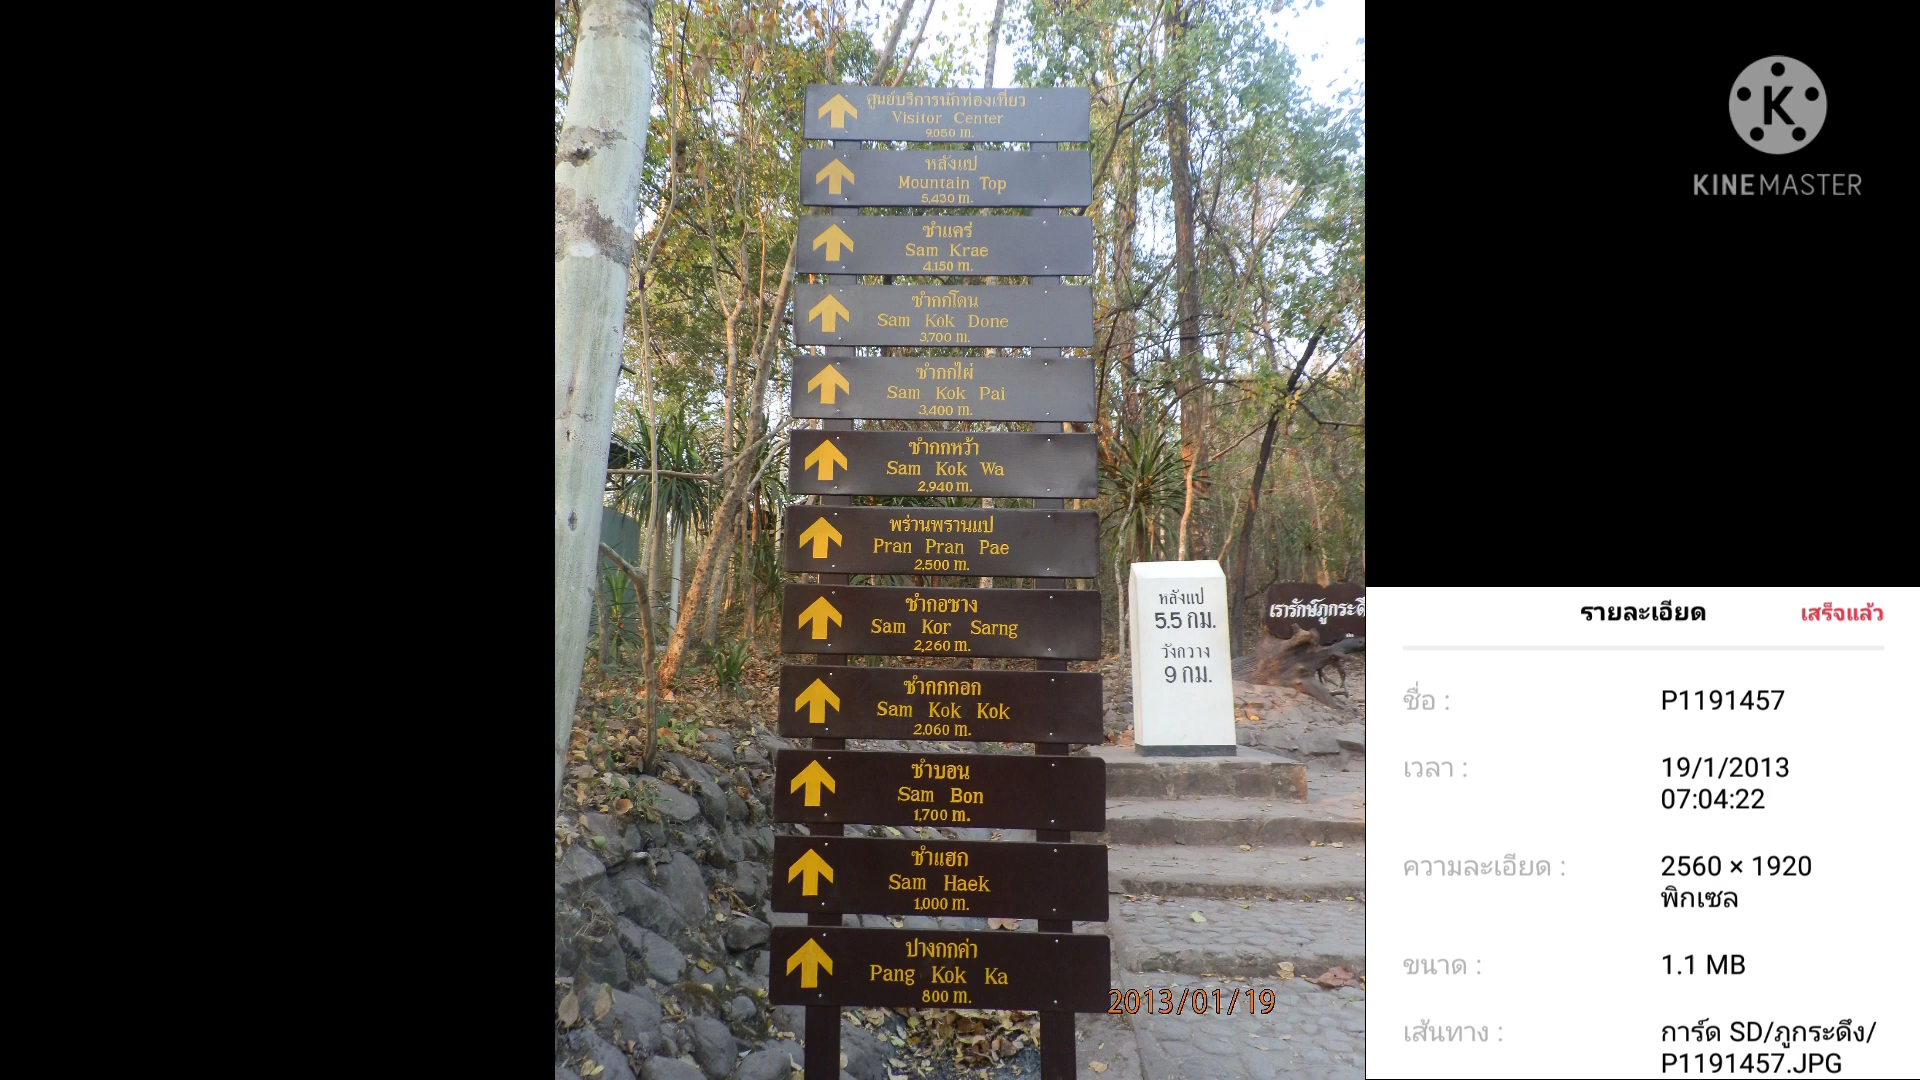 ศูนย์บริการนักท่องเที่ยว
Visitor Center
9,050 m.
หลังแป
Mountain Top
5,430 m.
ซำแคร่
Sam Krae
4,150 m.
ซำกกโดน
Sam Kok Done
3,700 m.
ซำกกไผ่
Sam Kok Pai
3,400 m.
ซำกกหว้า
Sam Kok Wa
2,940 m.
พร่านพรานแป
Pran Pran Pae
2,500 m.
ซำกอซาง
Sam Kor Sarng
2,260 m.
ซำกกกอก
Sam Kok Kok
2,060 m.
ซำบอน
Sam Bon
1,700 m.
ซำแฮก
Sam Haek
1,000 m.
ปางกกค่า
Pang Kok Ka
800 m.
หลังแป
5.5 กม.
วังกวาง
9 กม.
เรารักษ์ภูกระดึ
2013/01/19
K
KINEMASTER
รายละเอียด
เสร็จแล้ว
ชื่อ : P1191457
เวลา : 19/1/2013
07:04:22
ความละเอียด : 2560 × 1920
พิกเซล
ขนาด : 1.1 MB
เส้นทาง : การ์ด SD/ภูกระดึง/
P1191457.JPG